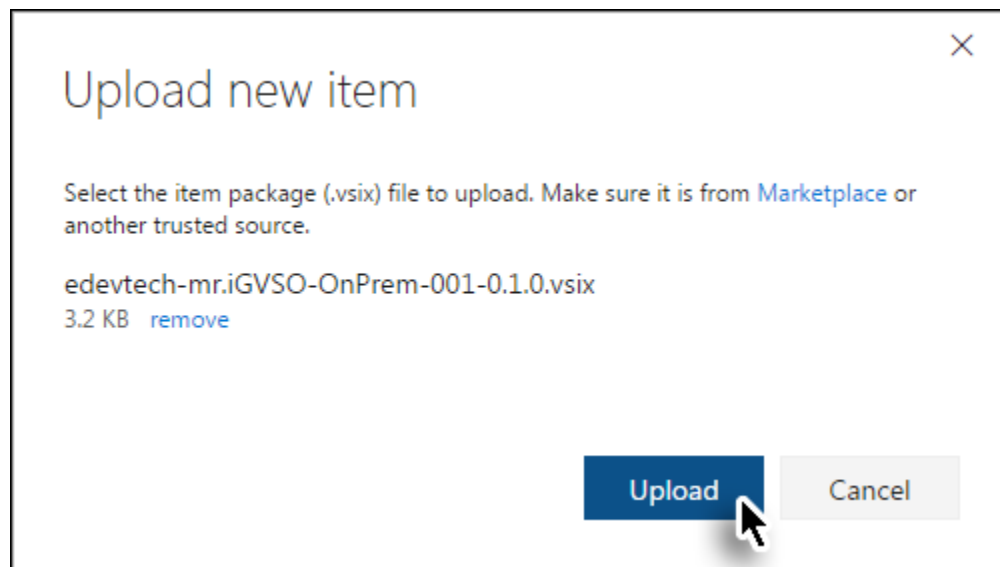 Upload new item
Select the item package (.vsix) file to upload. Make sure it is from Marketplace or
another trusted source.
edevtech-mr.iGVSO-OnPrem-001-0.1.0.vsix
3.2 KB remove
Upload Cancel